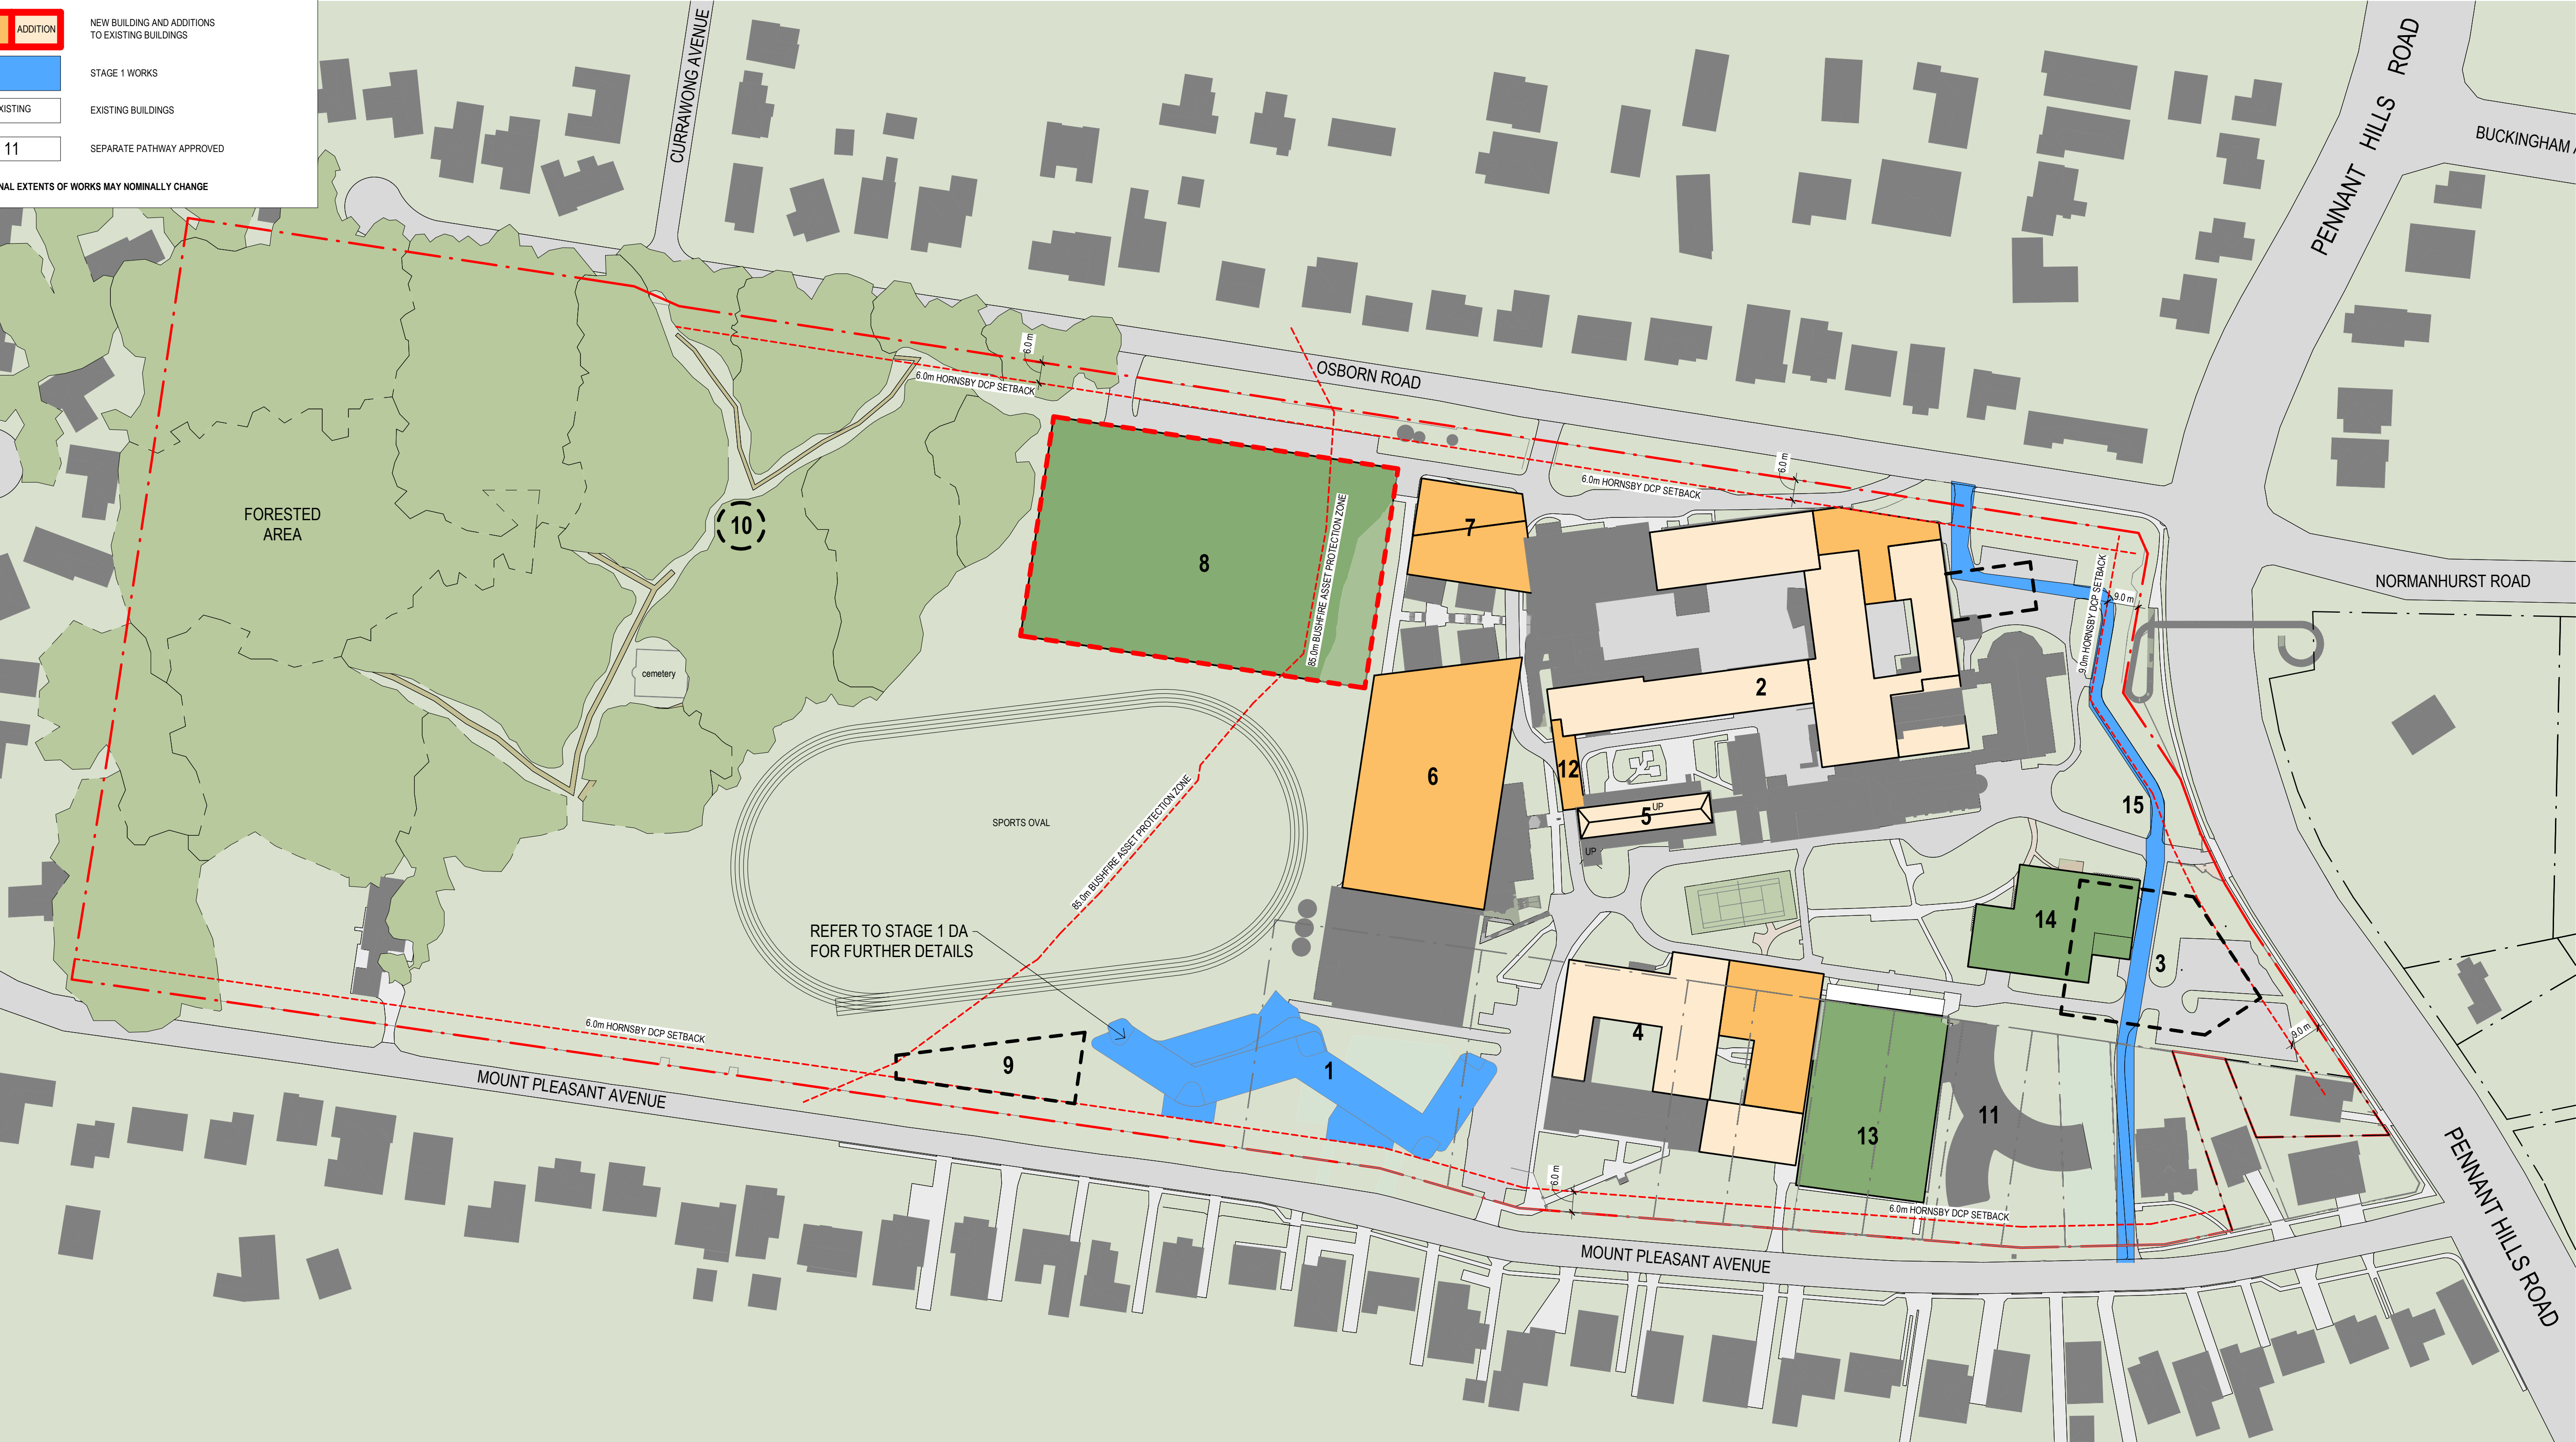 ADDITION
NEW BUILDING AND ADDITIONS
TO EXISTING BUILDINGS
STAGE 1 WORKS
XISTING
EXISTING BUILDINGS
11
SEPARATE PATHWAY APPROVED
NAL EXTENTS OF WORKS MAY NOMINALLY CHANGE
CURRAWONG AVENUE
PENNANT HILLS ROAD
BUCKINGHAM A
OSBORN ROAD
6.0 m
6.0m HORNSBY DCP SETBACK
6.0 m
6.0m HORNSBY DCP SETBACK
FORESTED
AREA
10
8
85.0m BUSHFIRE ASSET PROTECTION ZONE
7
9.0m HORNSBY DCP SETBACK
9.0 m
NORMANHURST ROAD
cemetery
2
6
12
5
UP
UP
15
SPORTS OVAL
85.0m BUSHFIRE ASSET PROTECTION ZONE
REFER TO STAGE 1 DA
FOR FURTHER DETAILS
14
3
9.0 m
6.0m HORNSBY DCP SETBACK
9
1
4
13
11
MOUNT PLEASANT AVENUE
6.0 m
6.0m HORNSBY DCP SETBACK
MOUNT PLEASANT AVENUE
PENNANT HILLS ROAD